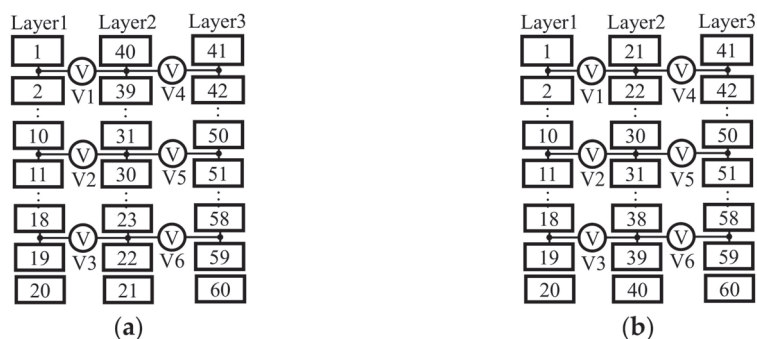 Layer1 Layer2 Layer3
1 40 41
V V
2 V1 39 V4 42
⋮ ⋮ ⋮
10 31 50
V V
11 V2 30 V5 51
⋮ ⋮ ⋮
18 23 58
V V
19 V3 22 V6 59
20 21 60
(a)
Layer1 Layer2 Layer3
1 21 41
V V
2 V1 22 V4 42
⋮ ⋮ ⋮
10 30 50
V V
11 V2 31 V5 51
⋮ ⋮ ⋮
18 38 58
V V
19 V3 39 V6 59
20 40 60
(b)